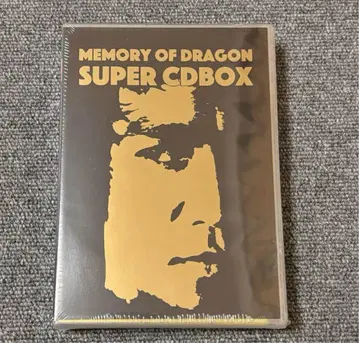 MEMORY OF DRAGON
SUPER CDBOX